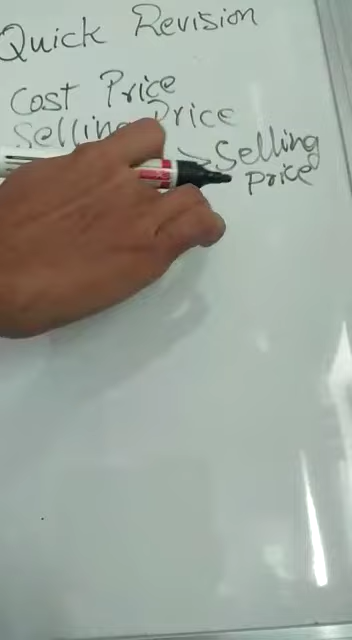 Quick Revision
Cost Price
Selling Price
> Selling
Price